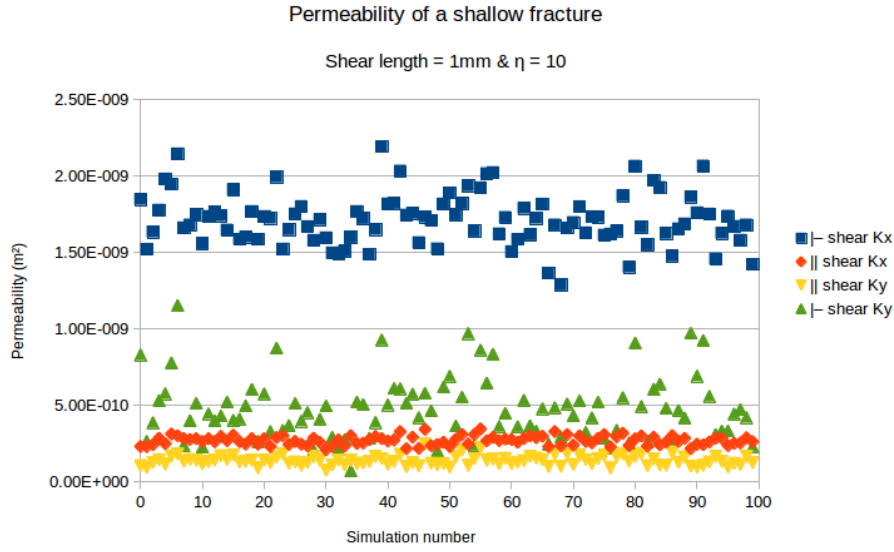 Permeability of a shallow fracture
Shear length = 1mm & η = 10
2.50E-009
2.00E-009
1.50E-009
1.00E-009
5.00E-010
0.00E+000
0 10 20 30 40 50 60 70 80 90 100
Permeability (m²)
Simulation number
|– shear Kx
|| shear Kx
|| shear Ky
|– shear Ky